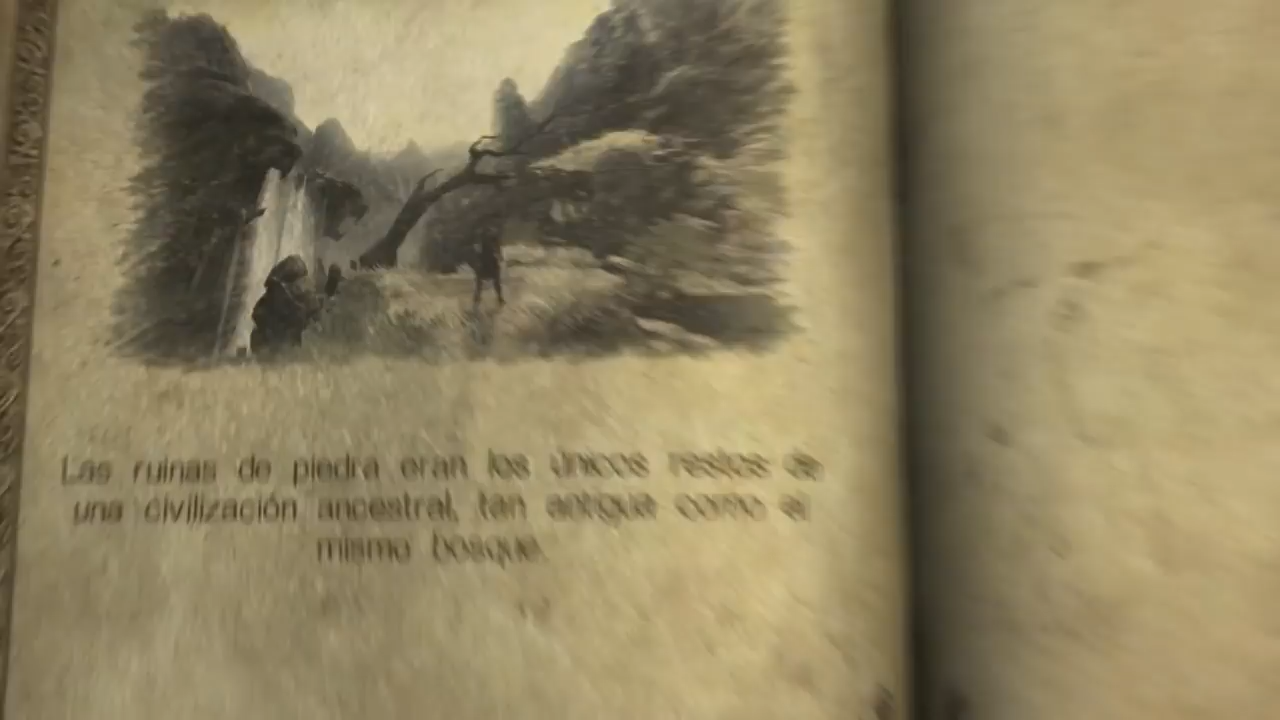 Las ruinas de piedra eran los únicos restos de
una civilización ancestral, tan antigua como el
mismo bosque.